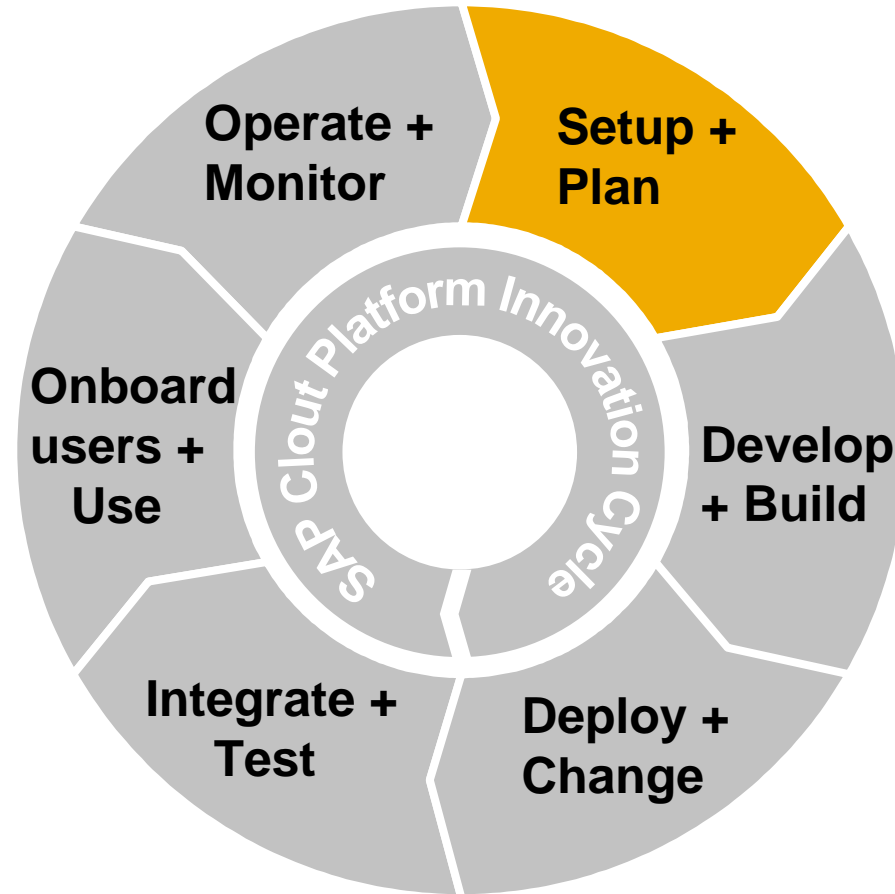 Operate +
Monitor
Setup +
Plan
Onboard
users +
Use
SAP Clout Platform Innovation Cycle
Develop
+ Build
Integrate +
Test
Deploy +
Change